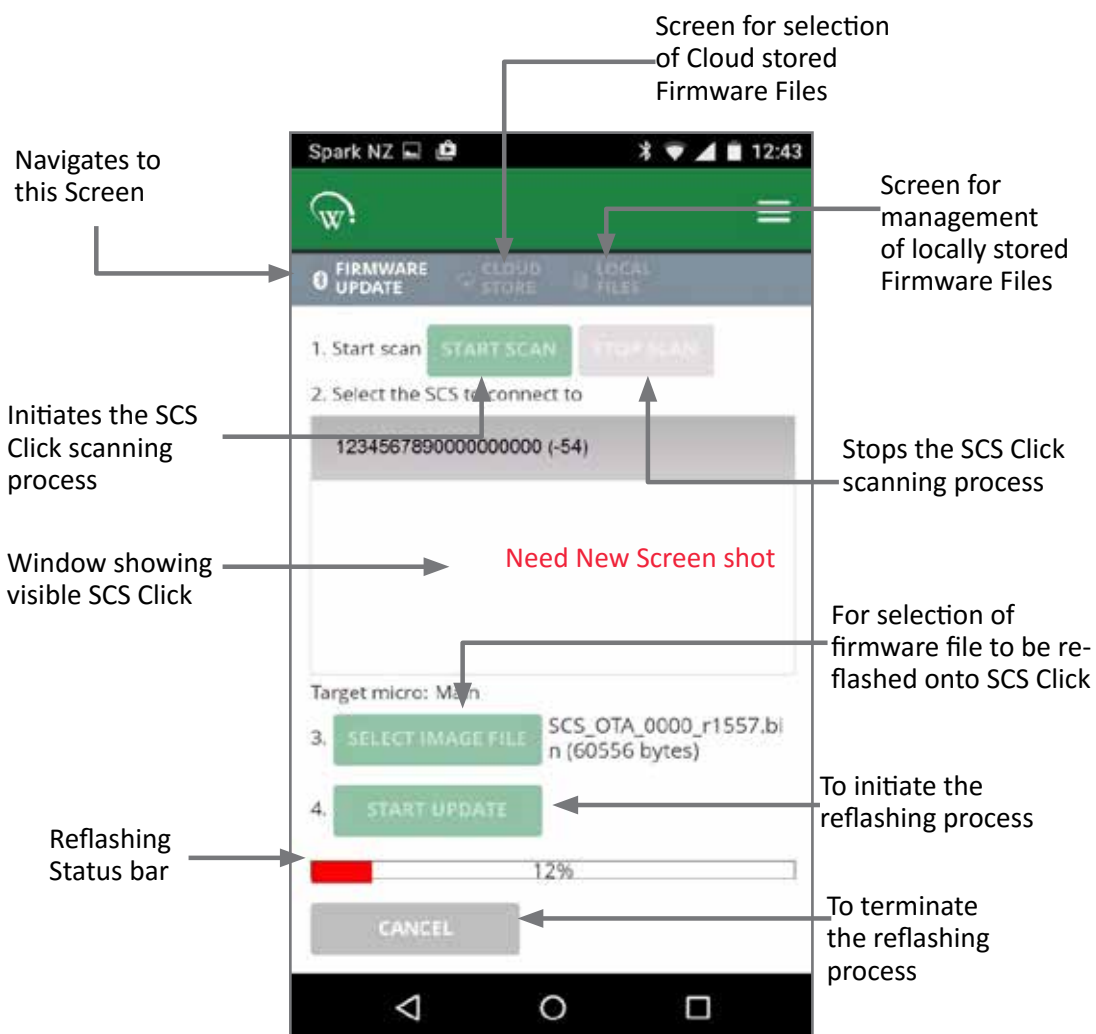 Screen for selection
of Cloud stored
Firmware Files
Navigates to
this Screen
Screen for
management
of locally stored
Firmware Files
Spark NZ
12:43
W
FIRMWARE
UPDATE
CLOUD
STORE
LOCAL
FILES
1. Start scan
START SCAN
STOP SCAN
2. Select the SCS to connect to
Initiates the SCS
Click scanning
process
1234567890000000000 (-54)
Stops the SCS Click
scanning process
Window showing
visible SCS Click
Need New Screen shot
For selection of
firmware file to be re-
flashed onto SCS Click
Target micro: Main
3.
SELECT IMAGE FILE
SCS_OTA_0000_r1557.bi
n (60556 bytes)
To initiate the
reflashing process
4.
START UPDATE
Reflashing
Status bar
12%
CANCEL
To terminate
the reflashing
process